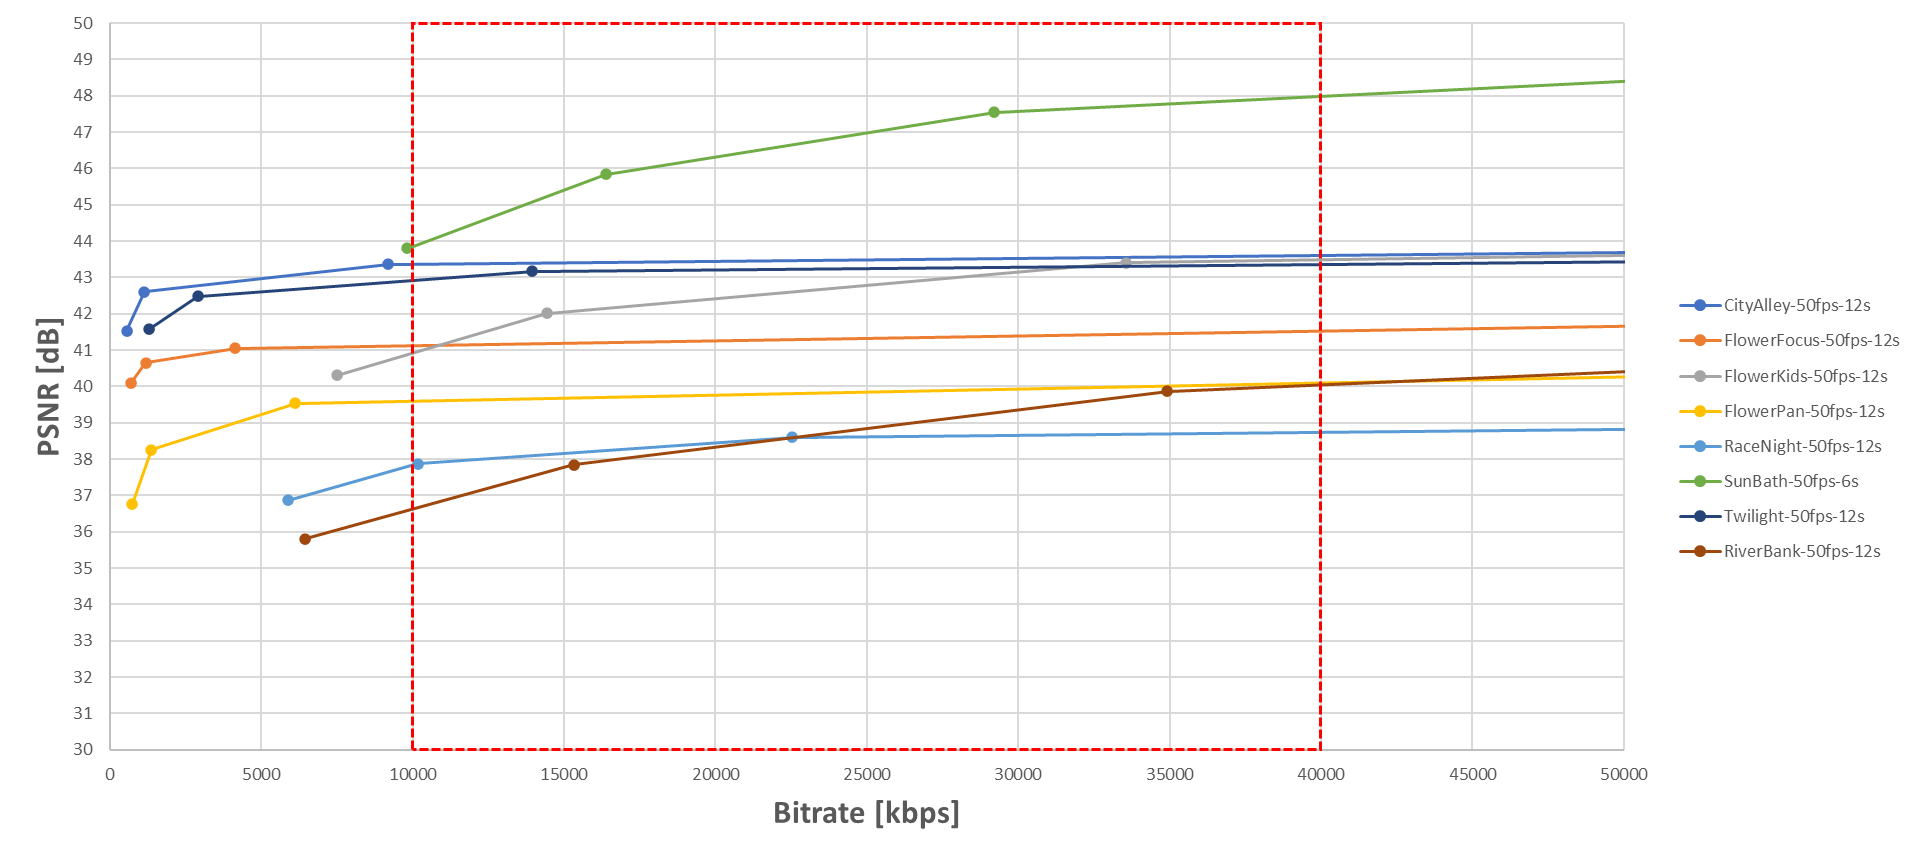 50
49
48
47
46
45
44
43
42
41
40
39
38
37
36
35
34
33
32
31
30
PSNR [dB]
0 5000 10000 15000 20000 25000 30000 35000 40000 45000 50000
Bitrate [kbps]
CityAlley-50fps-12s
FlowerFocus-50fps-12s
FlowerKids-50fps-12s
FlowerPan-50fps-12s
RaceNight-50fps-12s
SunBath-50fps-6s
Twilight-50fps-12s
RiverBank-50fps-12s